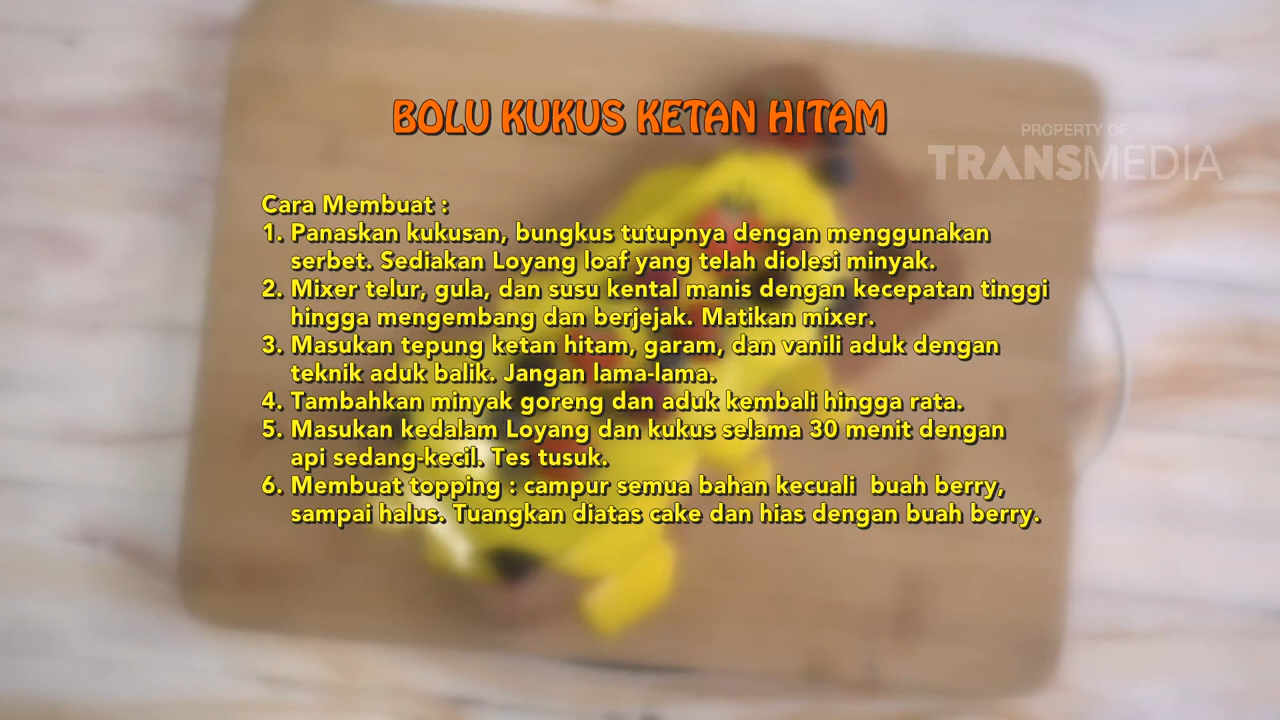 BOLU KUKUS KETAN HITAM
PROPERTY OF
TRANSMEDIA
Cara Membuat :
1. Panaskan kukusan, bungkus tutupnya dengan menggunakan
serbet. Sediakan Loyang loaf yang telah diolesi minyak.
2. Mixer telur, gula, dan susu kental manis dengan kecepatan tinggi
hingga mengembang dan berjejak. Matikan mixer.
3. Masukan tepung ketan hitam, garam, dan vanili aduk dengan
teknik aduk balik. Jangan lama-lama.
4. Tambahkan minyak goreng dan aduk kembali hingga rata.
5. Masukan kedalam Loyang dan kukus selama 30 menit dengan
api sedang-kecil. Tes tusuk.
6. Membuat topping : campur semua bahan kecuali  buah berry,
sampai halus. Tuangkan diatas cake dan hias dengan buah berry.